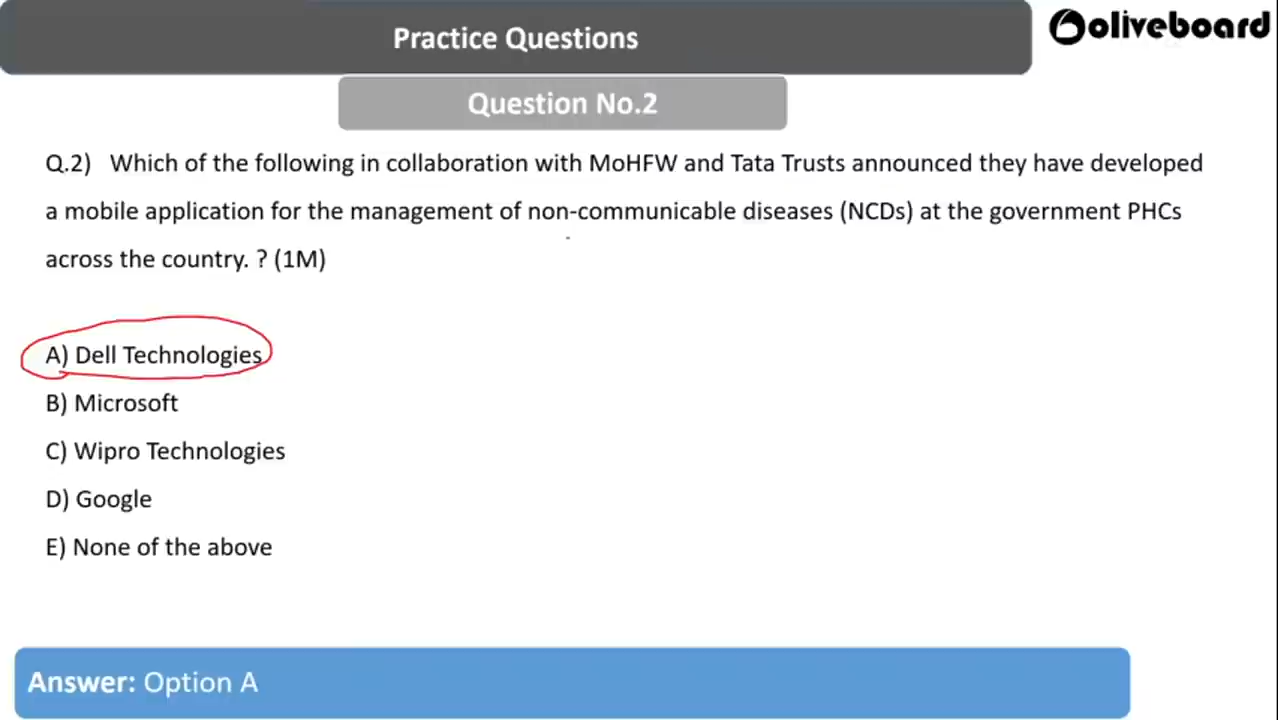 Practice Questions
oliveboard
Question No.2
Q.2) Which of the following in collaboration with MoHFW and Tata Trusts announced they have developed
a mobile application for the management of non-communicable diseases (NCDs) at the government PHCs
across the country. ? (1M)
A) Dell Technologies
B) Microsoft
C) Wipro Technologies
D) Google
E) None of the above
Answer: Option A